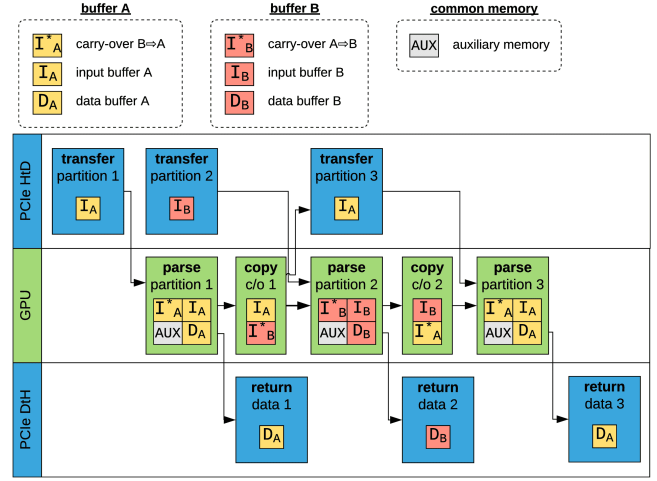 buffer A
buffer B
common memory
I*A carry-over B⇨A
I*B carry-over A⇨B
AUX auxiliary memory
IA input buffer A
IB input buffer B
DA data buffer A
DB data buffer B
PCIe HtD
transfer
partition 1
IA
transfer
partition 2
IB
transfer
partition 3
IA
GPU
parse
partition 1
I*A IA
AUX DA
copy
c/o 1
IA
I*B
parse
partition 2
I*B IB
AUX DB
copy
c/o 2
IB
I*A
parse
partition 3
I*A IA
AUX DA
PCIe DtH
return
data 1
DA
return
data 2
DB
return
data 3
DA